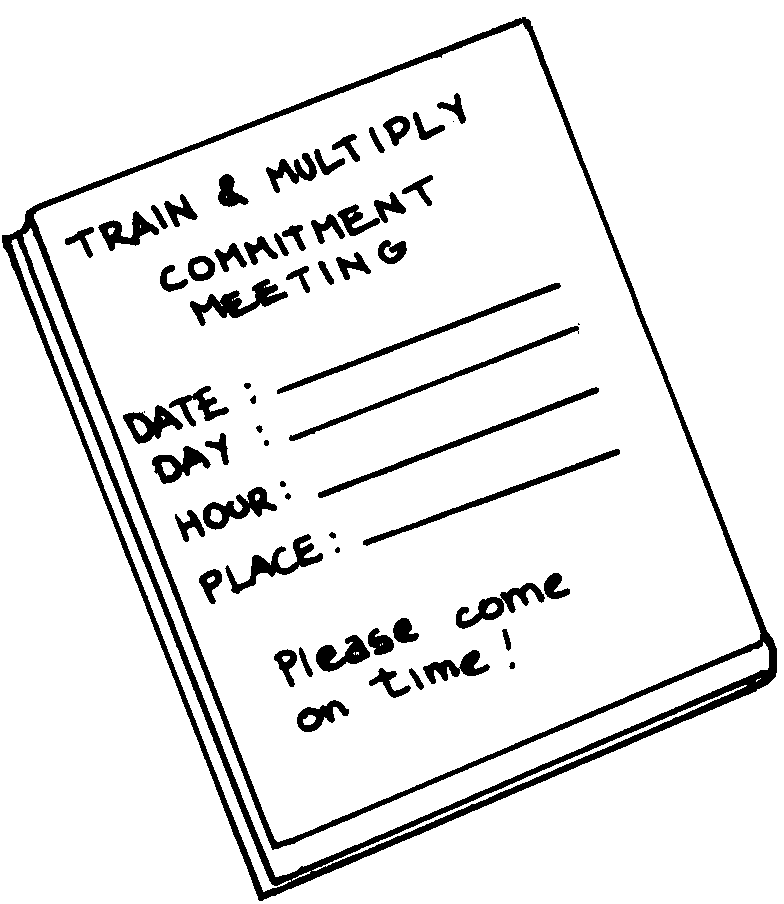 TRAIN & MULTIPLY
COMMITMENT
MEETING
DATE :
DAY :
HOUR:
PLACE:
Please come
on time!